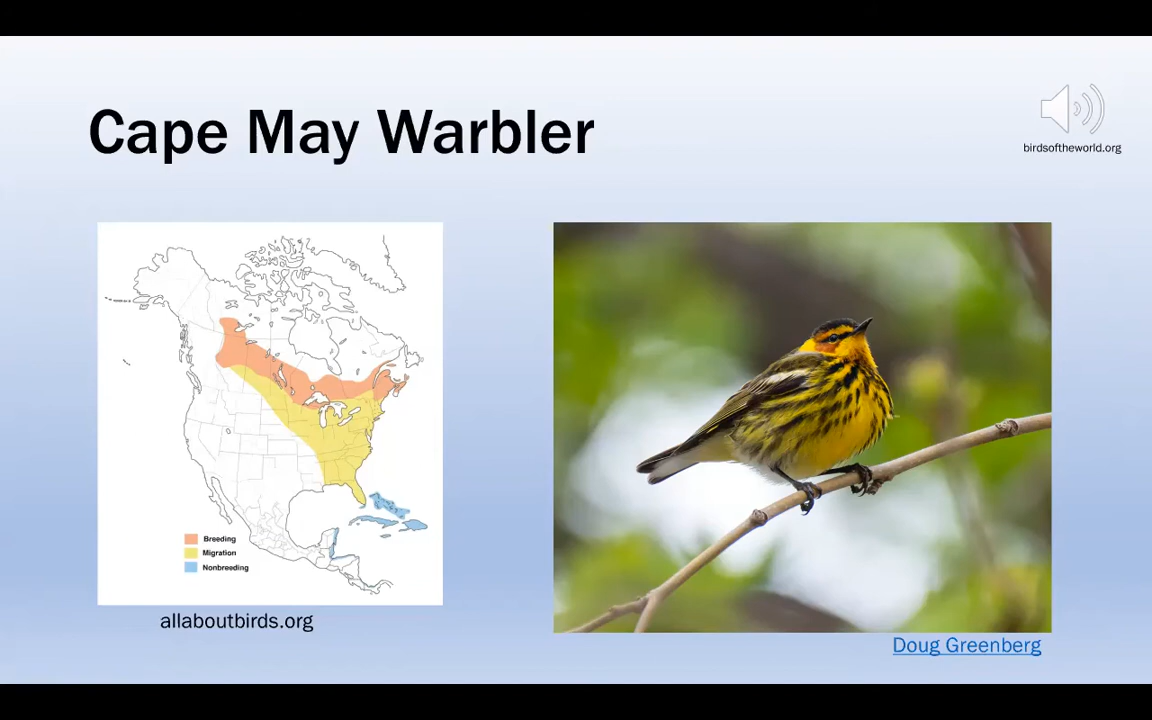 Cape May Warbler
birdsoftheworld.org
Breeding
Migration
Nonbreeding
allaboutbirds.org
Doug Greenberg